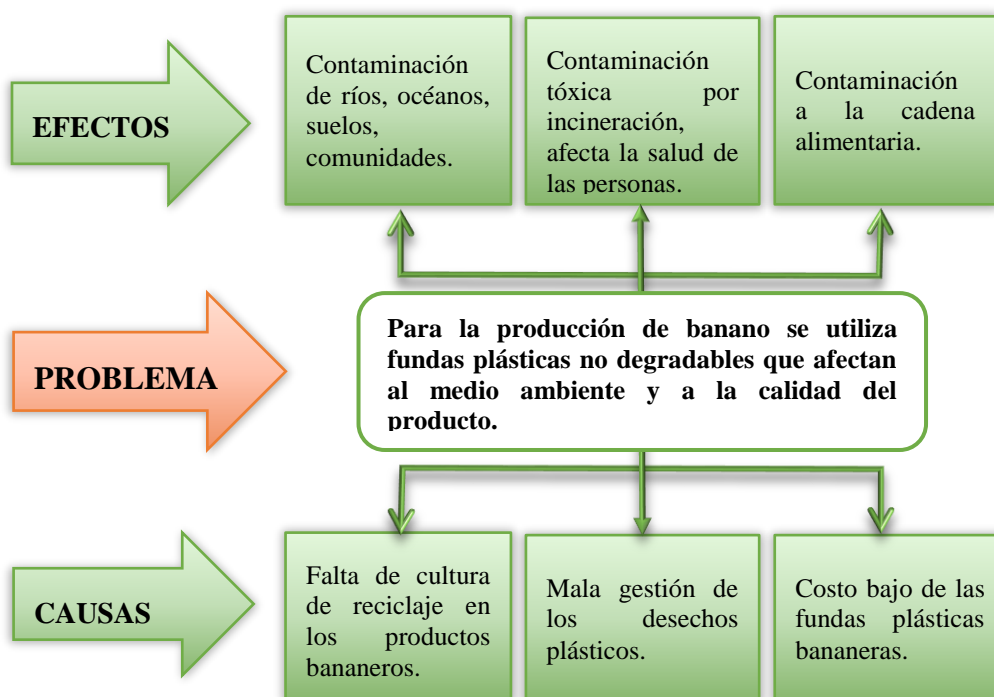 EFECTOS
Contaminación
de ríos, océanos,
suelos,
comunidades.
Contaminación
tóxica por
incineración,
afecta la salud de
las personas.
Contaminación
a la cadena
alimentaria.
PROBLEMA
Para la producción de banano se utiliza
fundas plásticas no degradables que afectan
al medio ambiente y a la calidad del
producto.
CAUSAS
Falta de cultura
de reciclaje en
los productos
bananeros.
Mala gestión de
los desechos
plásticos.
Costo bajo de las
fundas plásticas
bananeras.